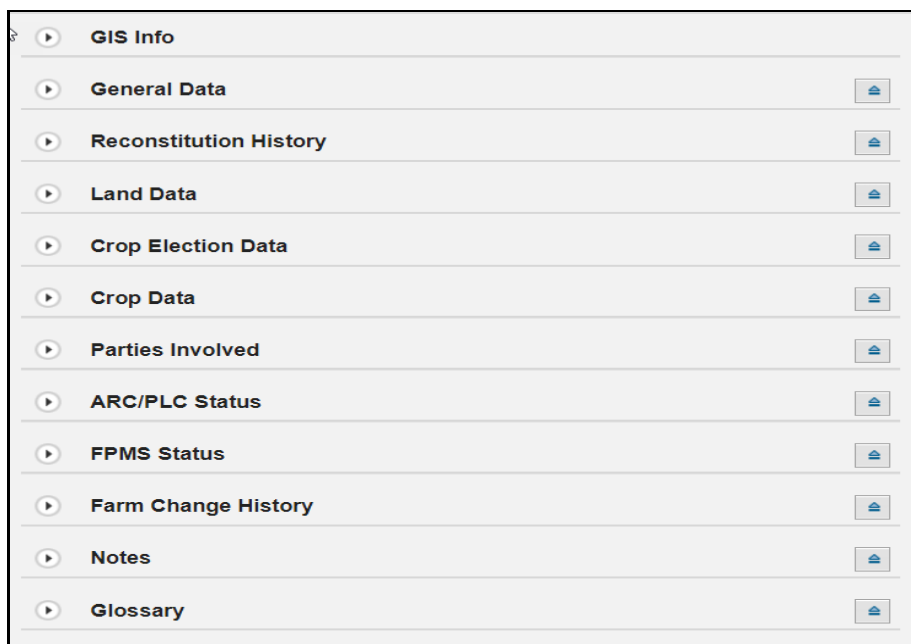 GIS Info
General Data
Reconstitution History
Land Data
Crop Election Data
Crop Data
Parties Involved
ARC/PLC Status
FPMS Status
Farm Change History
Notes
Glossary